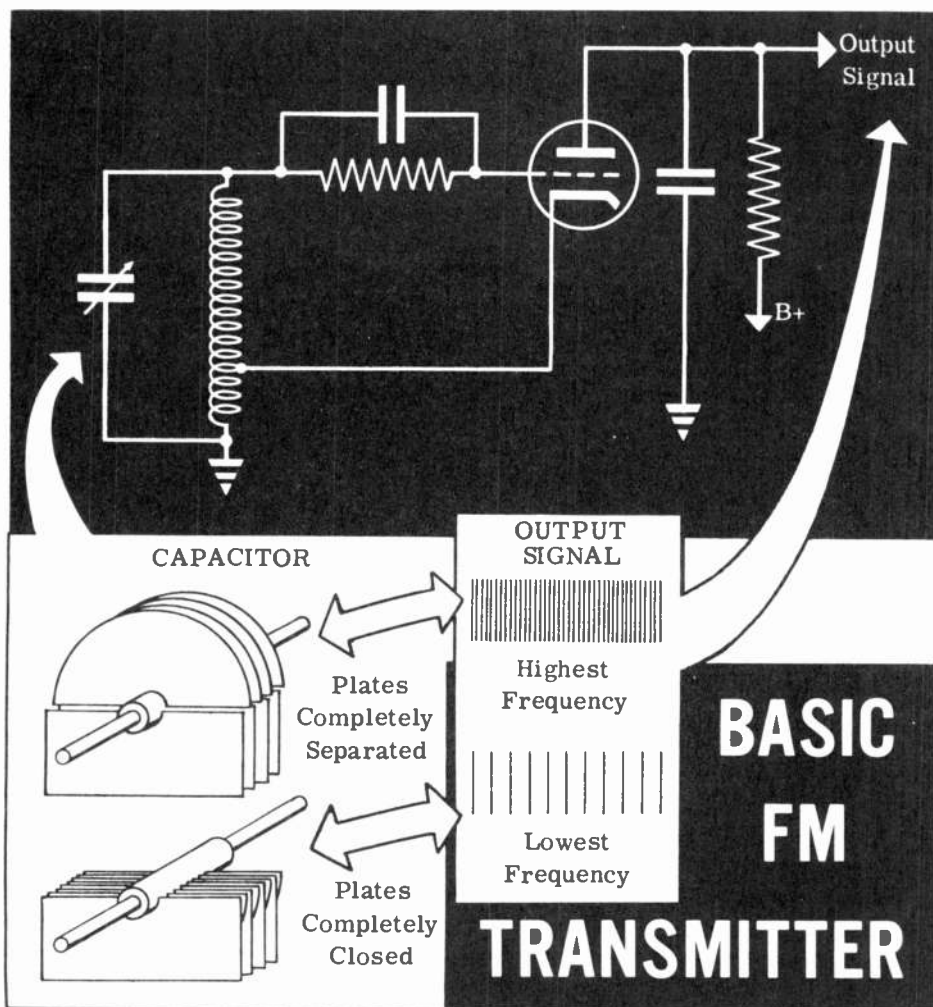 Output
Signal
B+
CAPACITOR
Plates
Completely
Separated
Plates
Completely
Closed
OUTPUT
SIGNAL
Highest
Frequency
Lowest
Frequency
BASIC
FM
TRANSMITTER